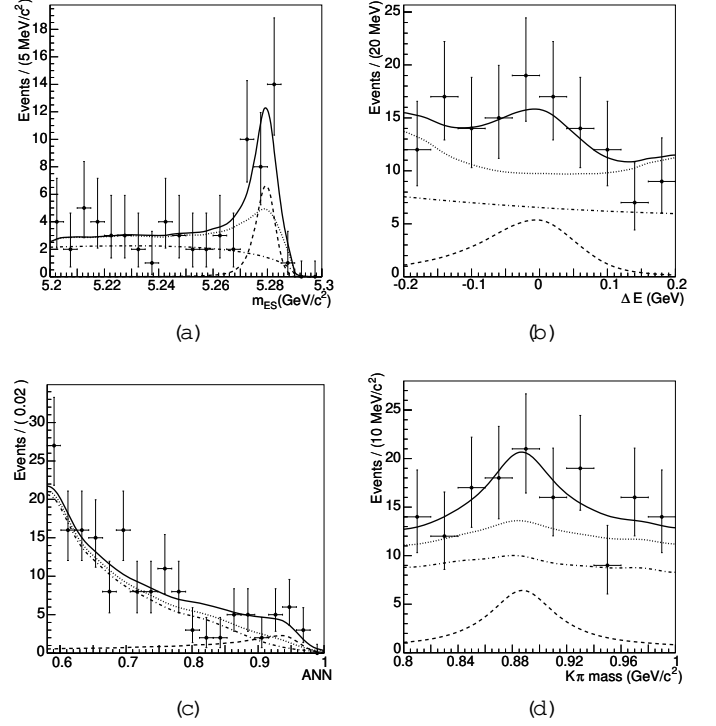 Events / (5 MeV/c²)
18
16
14
12
10
8
6
4
2
0
5.22 5.22 5.24 5.26 5.28 5.3
mES(GeV/c²)
(a)
Events / (20 MeV)
25
20
15
10
5
0
-0.2 -0.1 0 0.1 0.2
Δ E (GeV)
(b)
Events / ( 0.02 )
30
25
20
15
10
5
0
0.6 0.7 0.8 0.9 1
ANN
(c)
Events / (10 MeV/c²)
25
20
15
10
5
0
0.8 0.84 0.88 0.92 0.96 1
Kπ mass (GeV/c²)
(d)